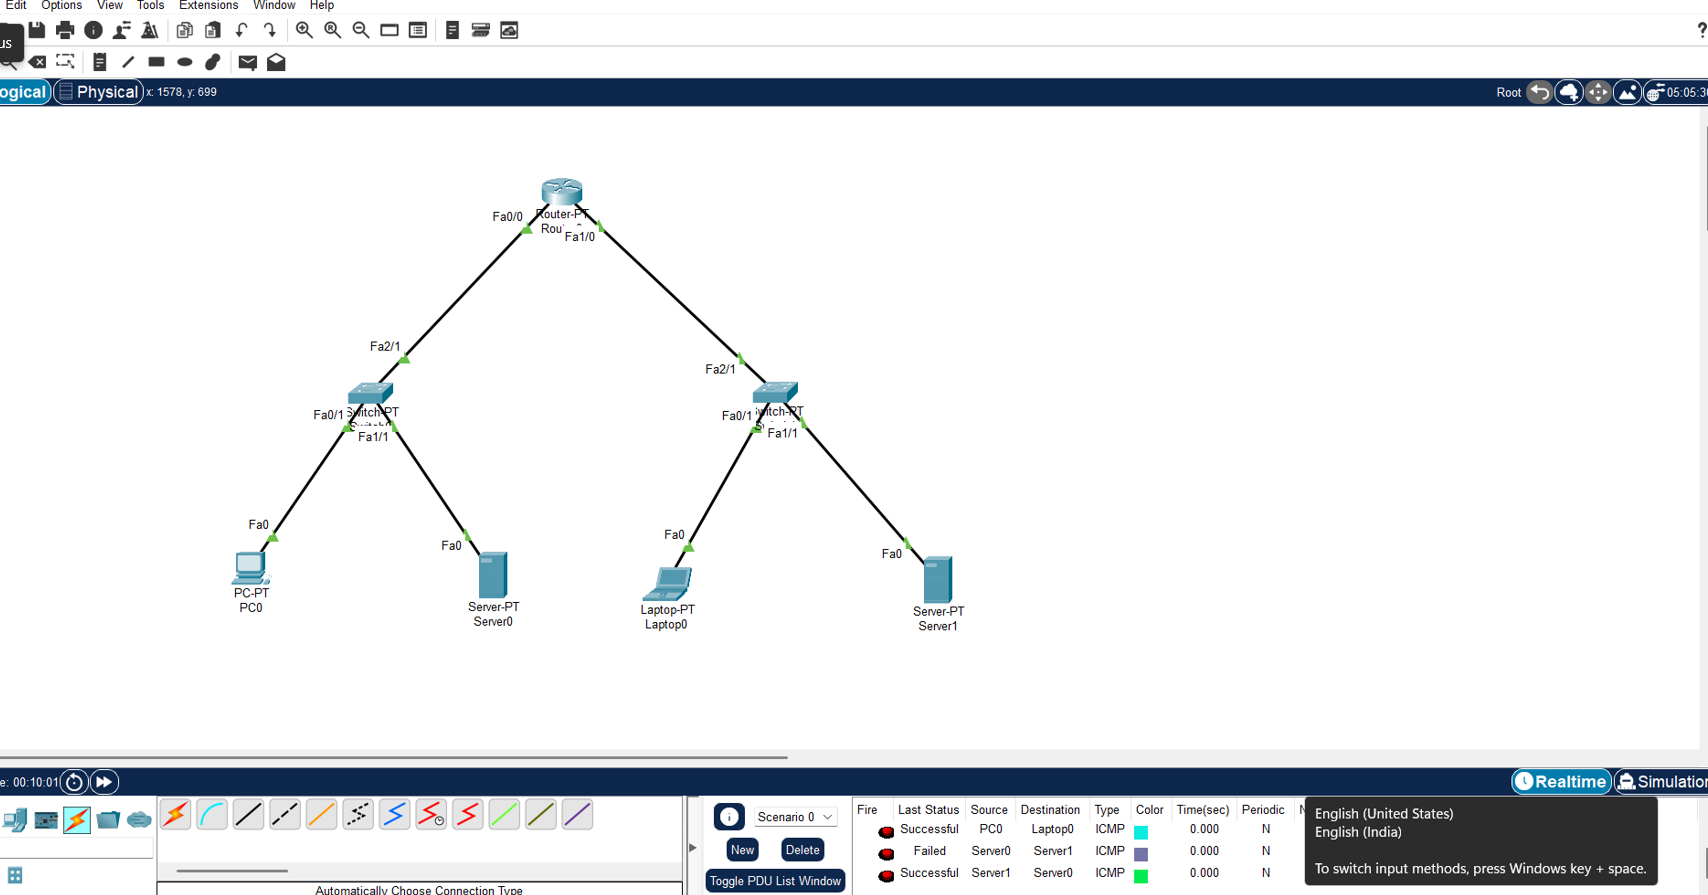 Edit Options View Tools Extensions Window Help
us
?
ogical Physical x: 1578, y: 699 Root 05:05:3
Fa0/0 Router-PT
Fa1/0
Fa2/1
Fa2/1
Fa0/1 Switch-PT
Fa1/1
Fa0/1 witch-PT
Fa1/1
Fa0
Fa0
Fa0
Fa0
PC-PT
PC0
Server-PT
Server0
Laptop-PT
Laptop0
Server-PT
Server1
e: 00:10:01 Realtime Simulation
Scenario 0
New Delete
Toggle PDU List Window
Automatically Choose Connection Type
Fire Last Status Source Destination Type Color Time(sec) Periodic N
Successful PC0 Laptop0 ICMP 0.000 N
Failed Server0 Server1 ICMP 0.000 N
Successful Server1 Server0 ICMP 0.000 N
English (United States)
English (India)
To switch input methods, press Windows key + space.